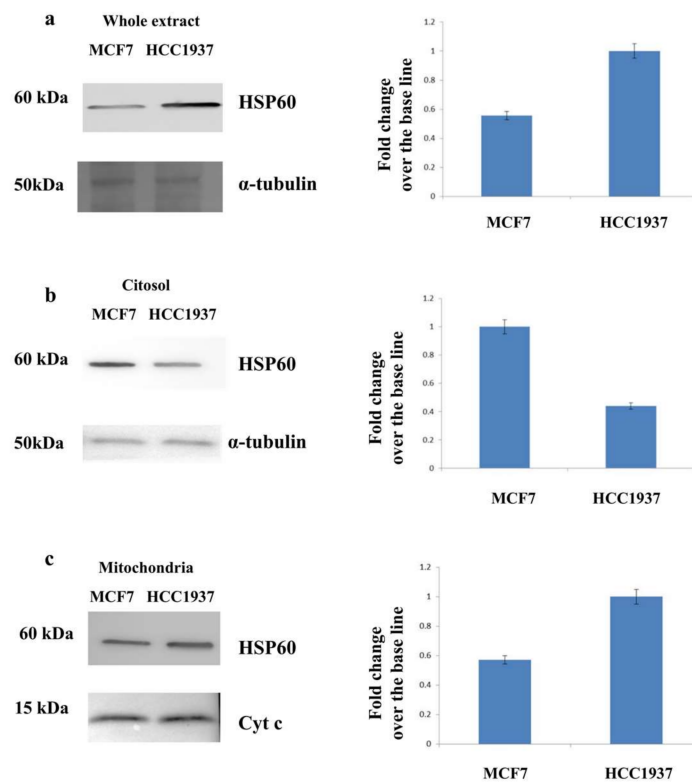 a
Whole extract
MCF7 HCC1937
60 kDa
HSP60
50kDa
α-tubulin
Fold change
over the base line
1.2
1
0.8
0.6
0.4
0.2
0
MCF7
HCC1937
b
Citosol
MCF7 HCC1937
60 kDa
HSP60
50kDa
α-tubulin
Fold change
over the base line
1.2
1
0.8
0.6
0.4
0.2
0
MCF7
HCC1937
c
Mitochondria
MCF7 HCC1937
60 kDa
HSP60
15 kDa
Cyt c
Fold change
over the base line
1.2
1
0.8
0.6
0.4
0.2
0
MCF7
HCC1937